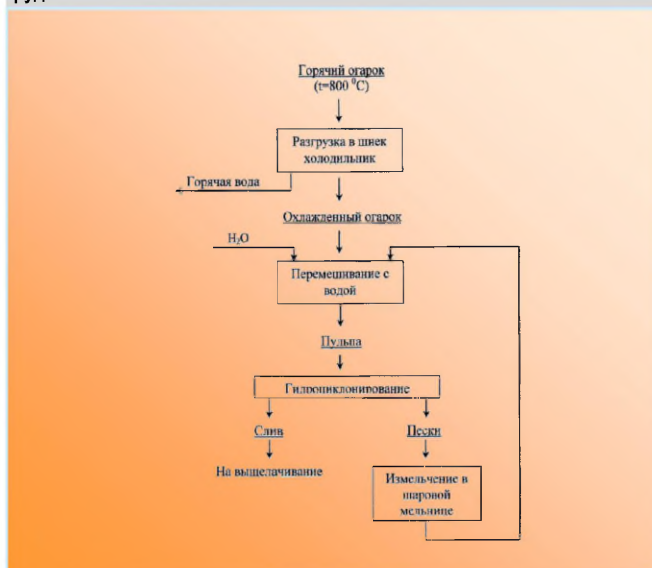 Горячий огарок
(t=800 ⁰C)
Разгрузка в шнек
холодильник
Горячая вода
Охлажденный огарок
H₂O
Перемешивание с
водой
Пульпа
Гидроциклонирование
Слив
Пески
На выщелачивание
Измельчение в
шаровой
мельнице